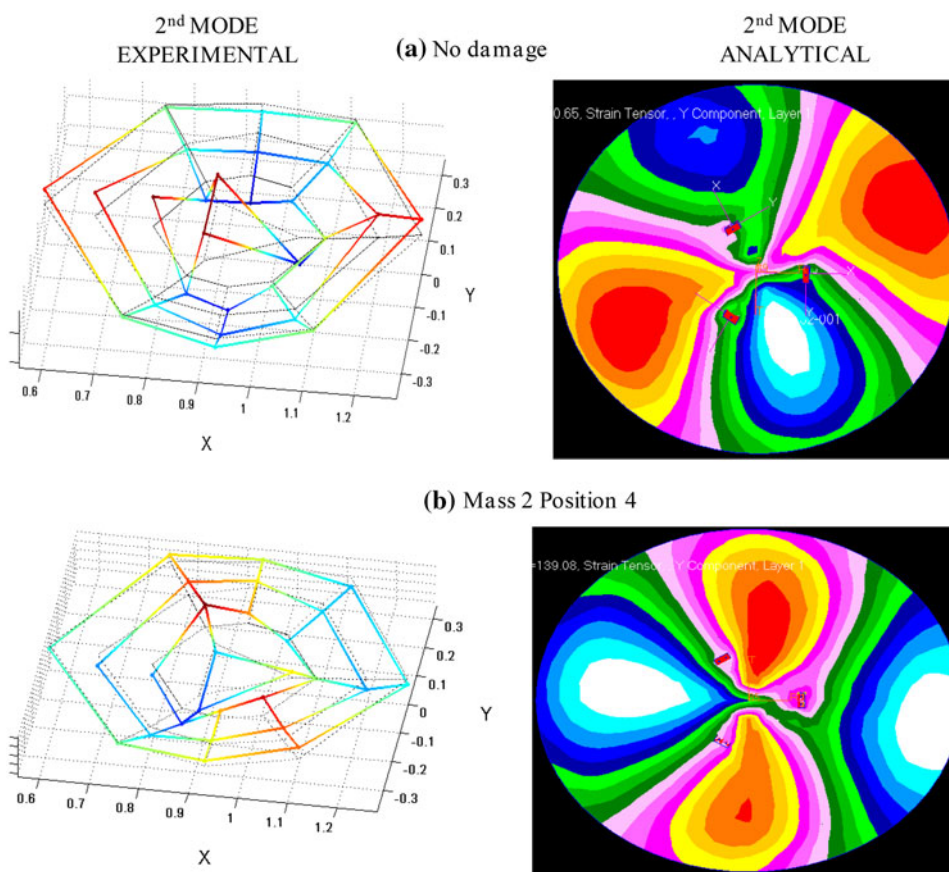 2nd MODE
EXPERIMENTAL
(a) No damage
2nd MODE
ANALYTICAL
0.3
0.2
0.1
0
-0.1
-0.2
-0.3
Y
0.6 0.7 0.8 0.9 1 1.1 1.2
X
0.65, Strain Tensor, , Y Component, Layer 1
X
Y
X
(b) Mass 2 Position 4
0.3
0.2
0.1
0
-0.1
-0.2
-0.3
Y
0.6 0.7 0.8 0.9 1 1.1 1.2
X
=139.08, Strain Tensor, , Y Component, Layer 1